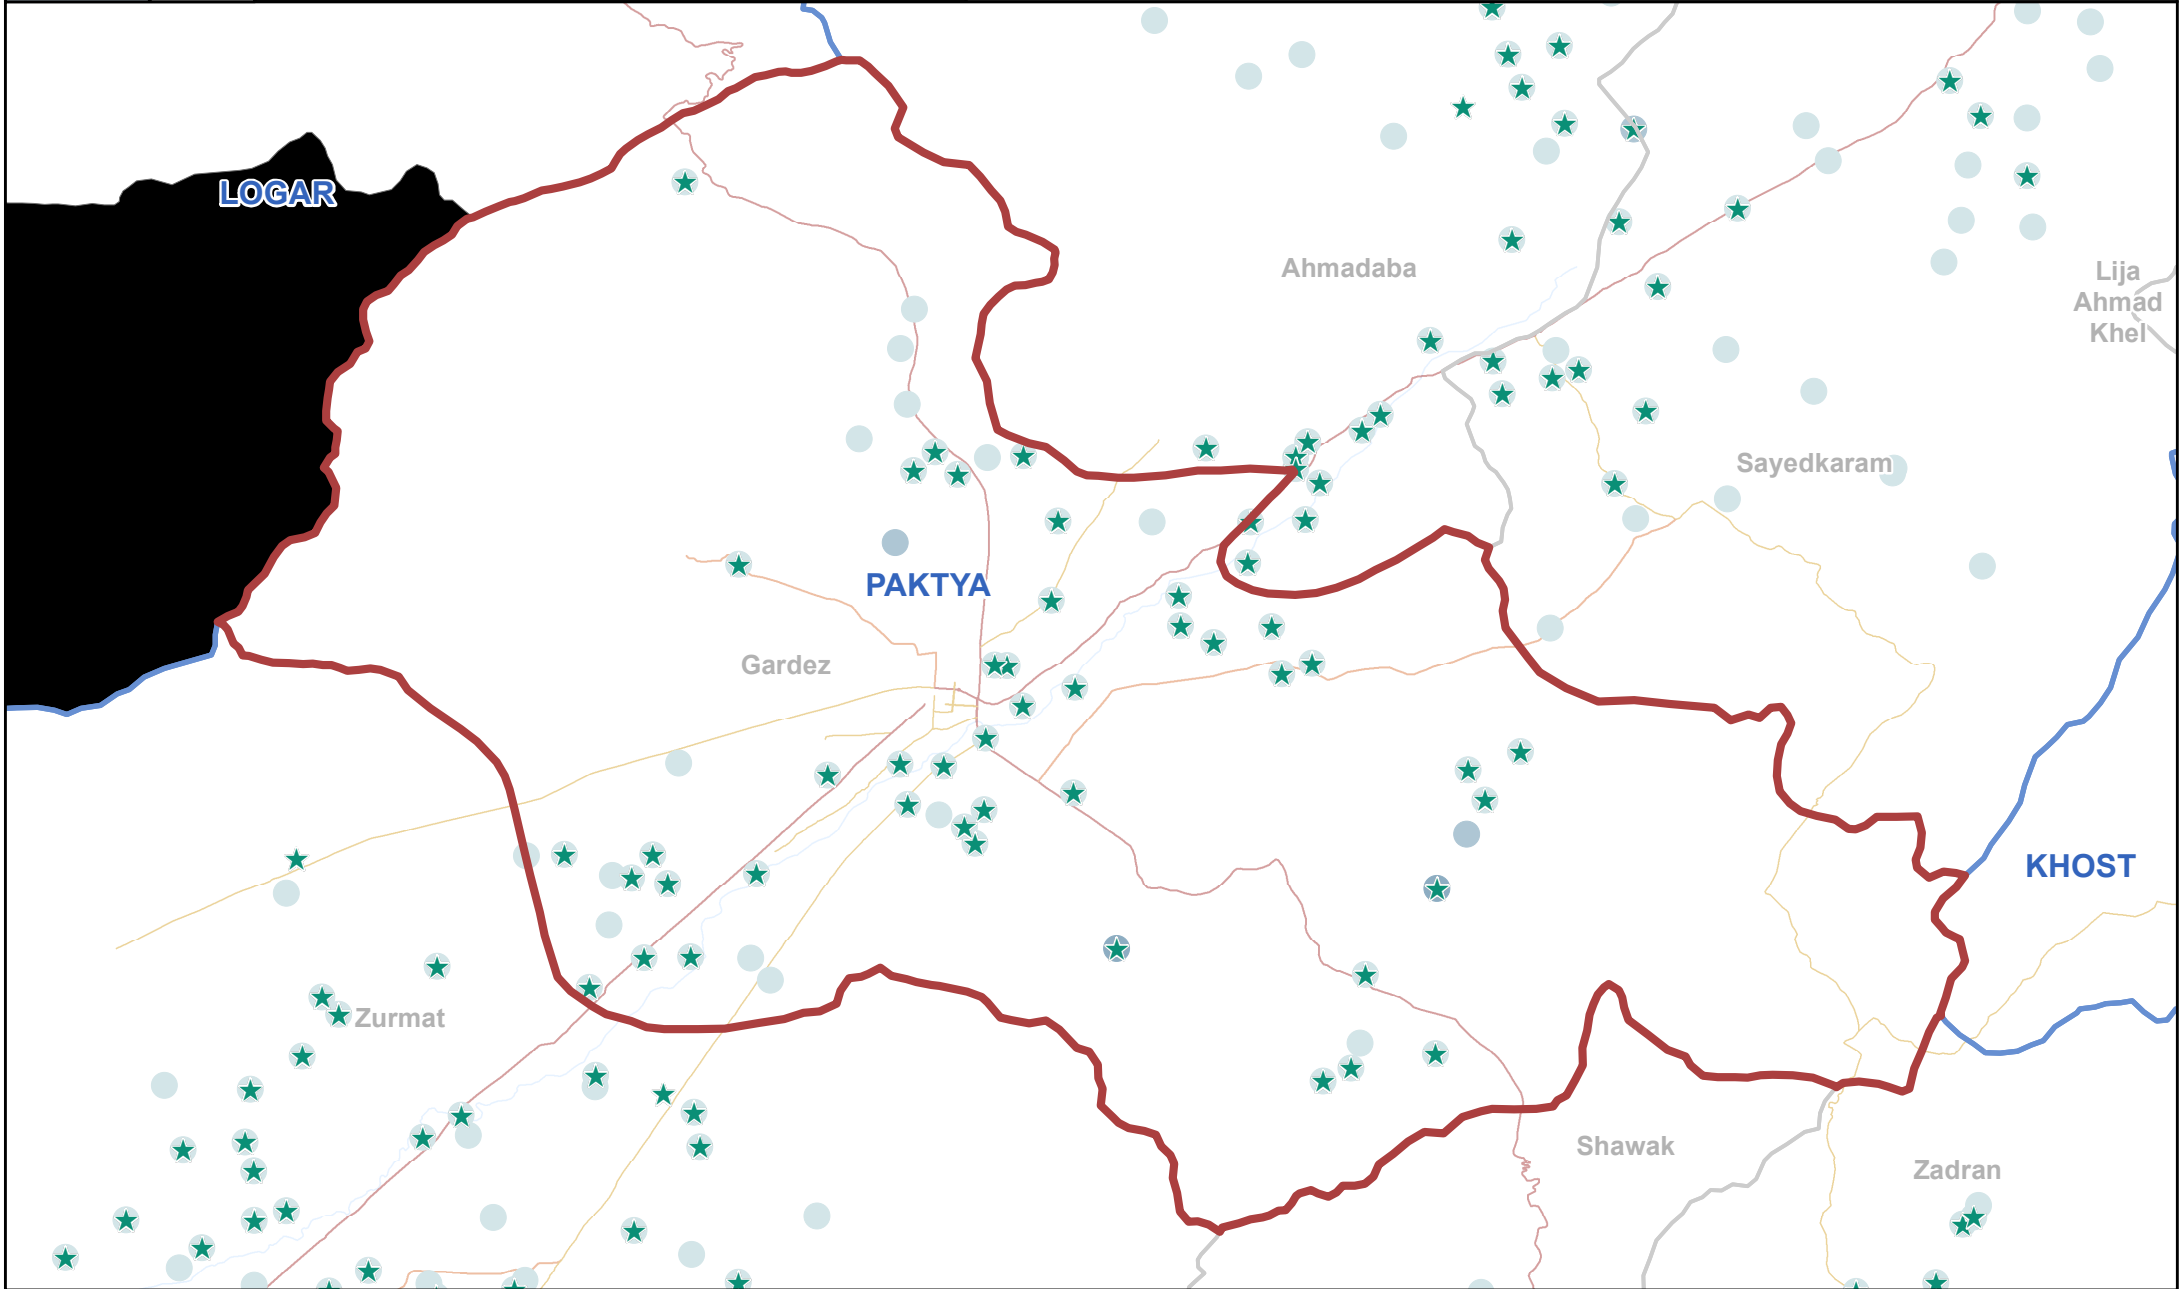 LOGAR
Ahmadaba
Lija
Ahmad
Khel
Sayedkaram
PAKTYA
Gardez
KHOST
Zurmat
Shawak
Zadran